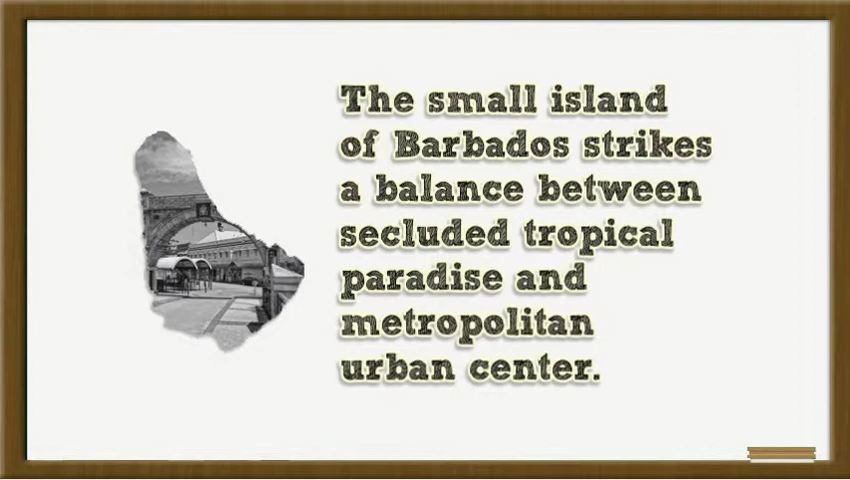 The small island
of Barbados strikes
a balance between
secluded tropical
paradise and
metropolitan
urban center.